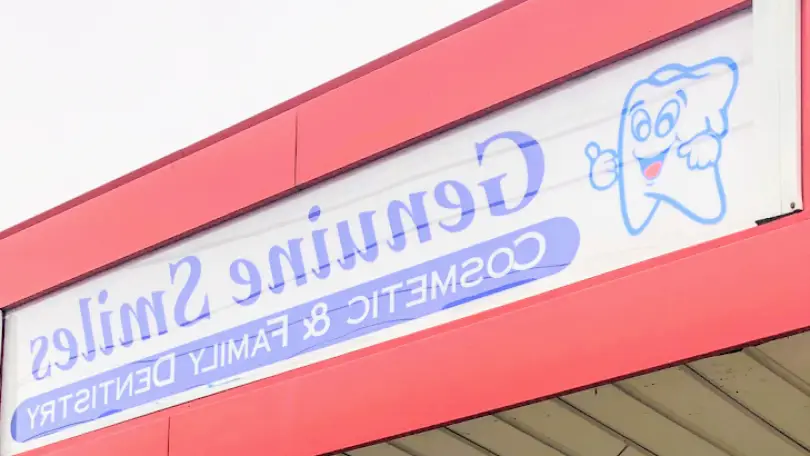 Genuine Smiles
COSMETIC & FAMILY DENTISTRY